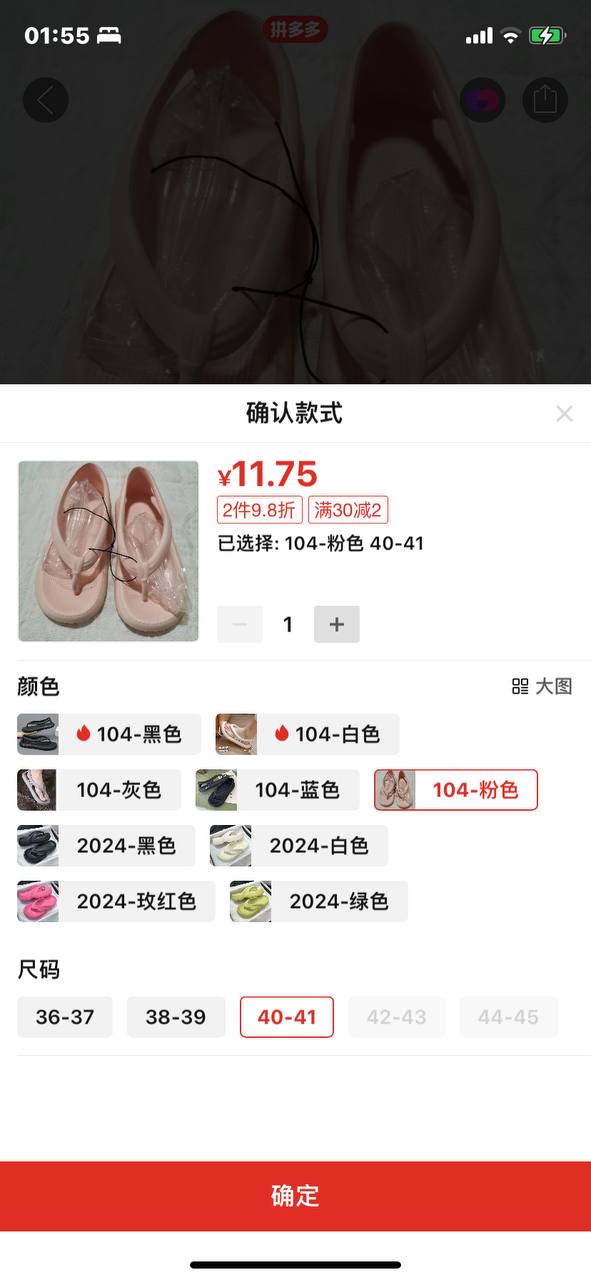 01:55
拼多多
确认款式
¥11.75
2件9.8折 满30减2
已选择: 104-粉色 40-41
1
颜色 大图
104-黑色 104-白色
104-灰色 104-蓝色 104-粉色
2024-黑色 2024-白色
2024-玫红色 2024-绿色
尺码
36-37 38-39 40-41 42-43 44-45
确定